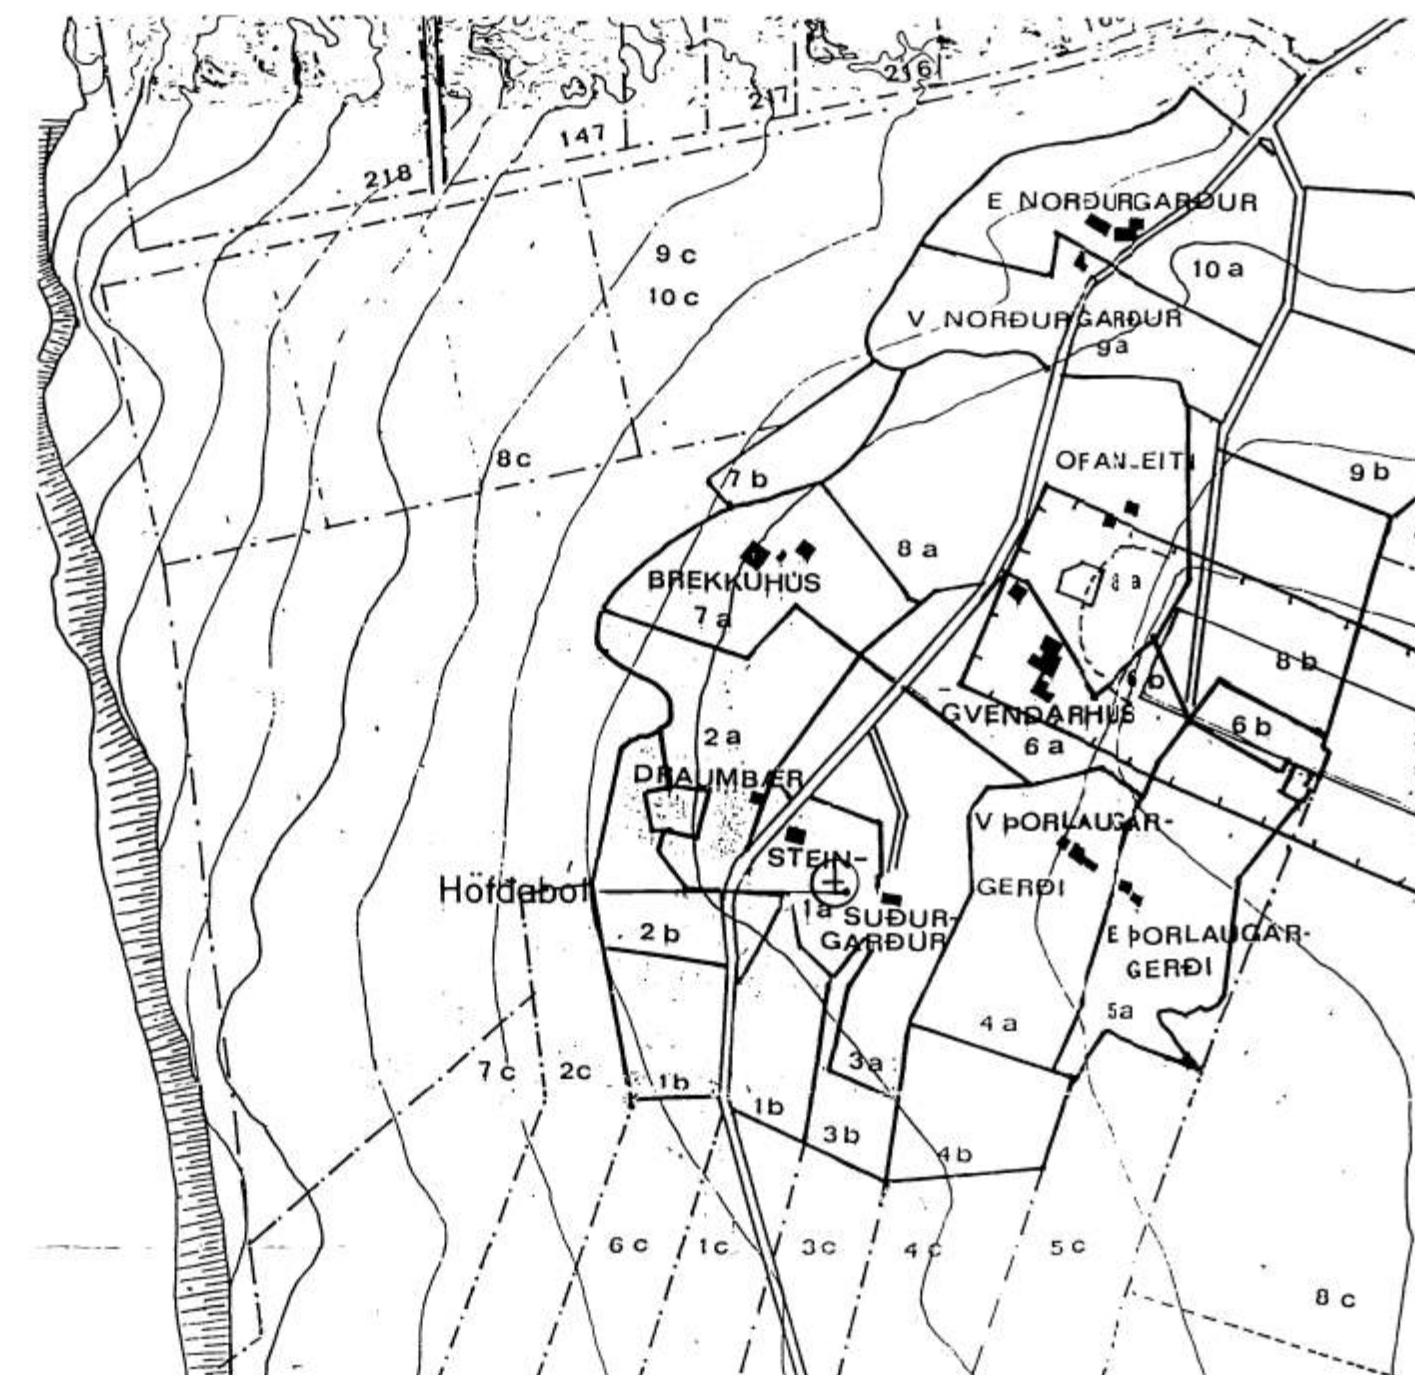 216
217
147
218
E NORÐURGARÐUR
9 c
10 a
10 c
V NORÐURGARÐUR
9a
OFANLEITI
8 c
7 b
9 b
8 a
BREKKUHÚS
8 a
7 a
8 b
6 b
GVENDARHÚS
6 b
2 a
6 a
DRAUMBÆR
V ÞORLAUGAR-
GERÐI
STEIN-
Höfðaból
1a
SUÐUR-
GARÐUR
2 b
E ÞORLAUGAR-
GERÐI
5a
4 a
3a
7 c
2c
1b
1b
3b
4b
6 c
1c
3c
4 c
5 c
8 c